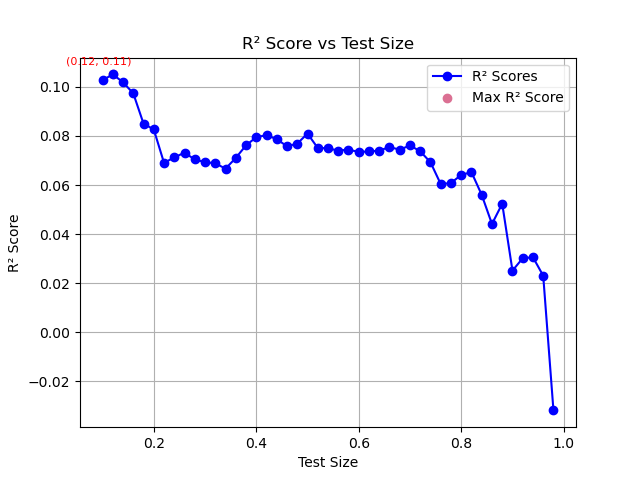 R² Score vs Test Size
(0.12, 0.11)
R² Scores
Max R² Score
0.10
0.08
0.06
0.04
0.02
0.00
−0.02
R² Score
0.2 0.4 0.6 0.8 1.0
Test Size